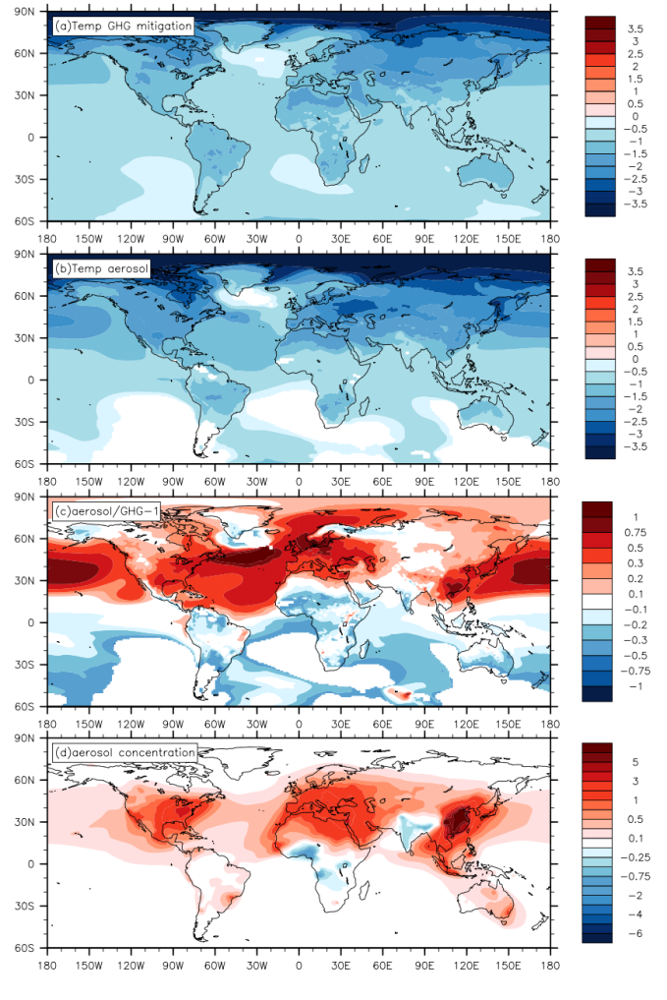 (a)Temp GHG mitigation
90N
60N
30N
0
30S
60S
180 150W 120W 90W 60W 30W 0 30E 60E 90E 120E 150E 180
3.5
3
2.5
2
1.5
1
0.5
0
−0.5
−1
−1.5
−2
−2.5
−3
−3.5
(b)Temp aerosol
90N
60N
30N
0
30S
60S
180 150W 120W 90W 60W 30W 0 30E 60E 90E 120E 150E 180
3.5
3
2.5
2
1.5
1
0.5
0
−0.5
−1
−1.5
−2
−2.5
−3
−3.5
(c)aerosol/GHG−1
90N
60N
30N
0
30S
60S
180 150W 120W 90W 60W 30W 0 30E 60E 90E 120E 150E 180
1
0.75
0.5
0.3
0.2
0.1
−0.1
−0.2
−0.3
−0.5
−0.75
−1
(d)aerosol concentration
90N
60N
30N
0
30S
60S
180 150W 120W 90W 60W 30W 0 30E 60E 90E 120E 150E 180
5
3
1
0.5
0.1
−0.25
−0.75
−2
−4
−6